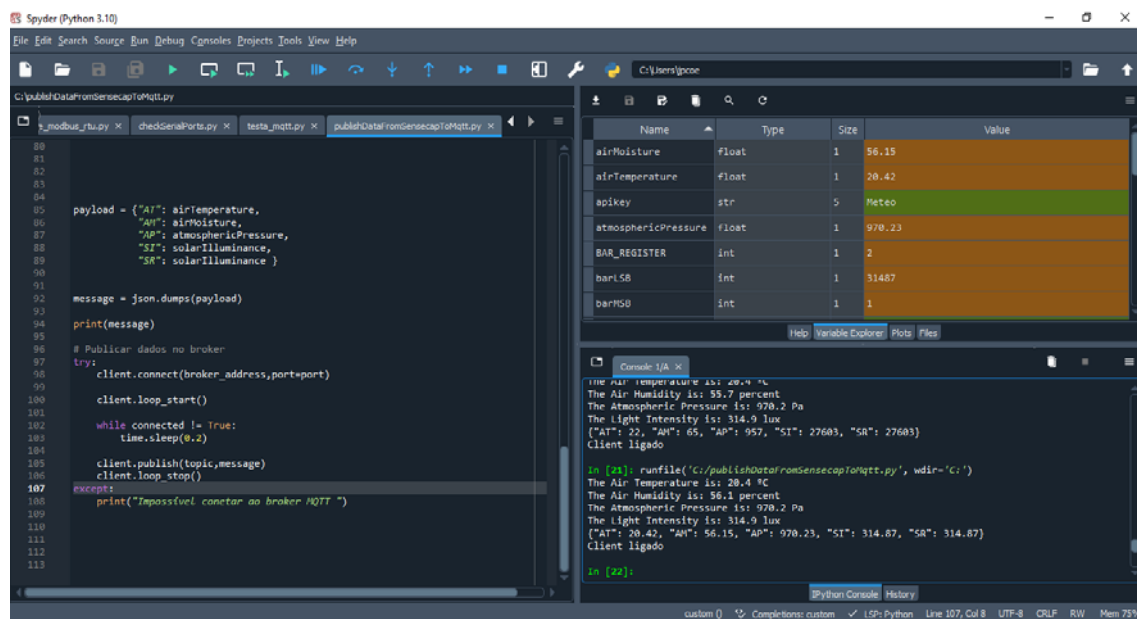 Spyder (Python 3.10)
File Edit Search Source Run Debug Consoles Projects Tools View Help
C:\Users\jpcoe
C:\publishDataFromSensecapToMqtt.py
e_modbus_rtu.py
checkSerialPorts.py
testa_mqtt.py
publishDataFromSensecapToMqtt.py
80
81
82
83
84
85 payload = {"AT": airTemperature,
86 "AM": airMoisture,
87 "AP": atmosphericPressure,
88 "SI": solarIlluminance,
89 "SR": solarIlluminance }
90
91
92 message = json.dumps(payload)
93
94 print(message)
95
96 # Publicar dados no broker
97 try:
98 client.connect(broker_address,port=port)
99
100 client.loop_start()
101
102 while connected != True:
103 time.sleep(0.2)
104
105 client.publish(topic,message)
106 client.loop_stop()
107 except:
108 print("Impossível conetar ao broker MQTT ")
109
110
111
112
113
Name Type Size Value
airMoisture float 1 56.15
airTemperature float 1 20.42
apikey str 5 Meteo
atmosphericPressure float 1 970.23
BAR_REGISTER int 1 2
barLSB int 1 31487
barMSB int 1 1
Help Variable Explorer Plots Files
Console 1/A
The Air Temperature is: 20.4 ºC
The Air Humidity is: 55.7 percent
The Atmospheric Pressure is: 970.2 Pa
The Light Intensity is: 314.9 lux
{"AT": 22, "AM": 65, "AP": 957, "SI": 27603, "SR": 27603}
Client ligado
In [21]: runfile('C:/publishDataFromSensecapToMqtt.py', wdir='C:')
The Air Temperature is: 20.4 ºC
The Air Humidity is: 56.1 percent
The Atmospheric Pressure is: 970.2 Pa
The Light Intensity is: 314.9 lux
{"AT": 20.42, "AM": 56.15, "AP": 970.23, "SI": 314.87, "SR": 314.87}
Client ligado
In [22]:
IPython Console History
custom () Completions: custom LSP: Python Line 107, Col 8 UTF-8 CRLF RW Mem 75%